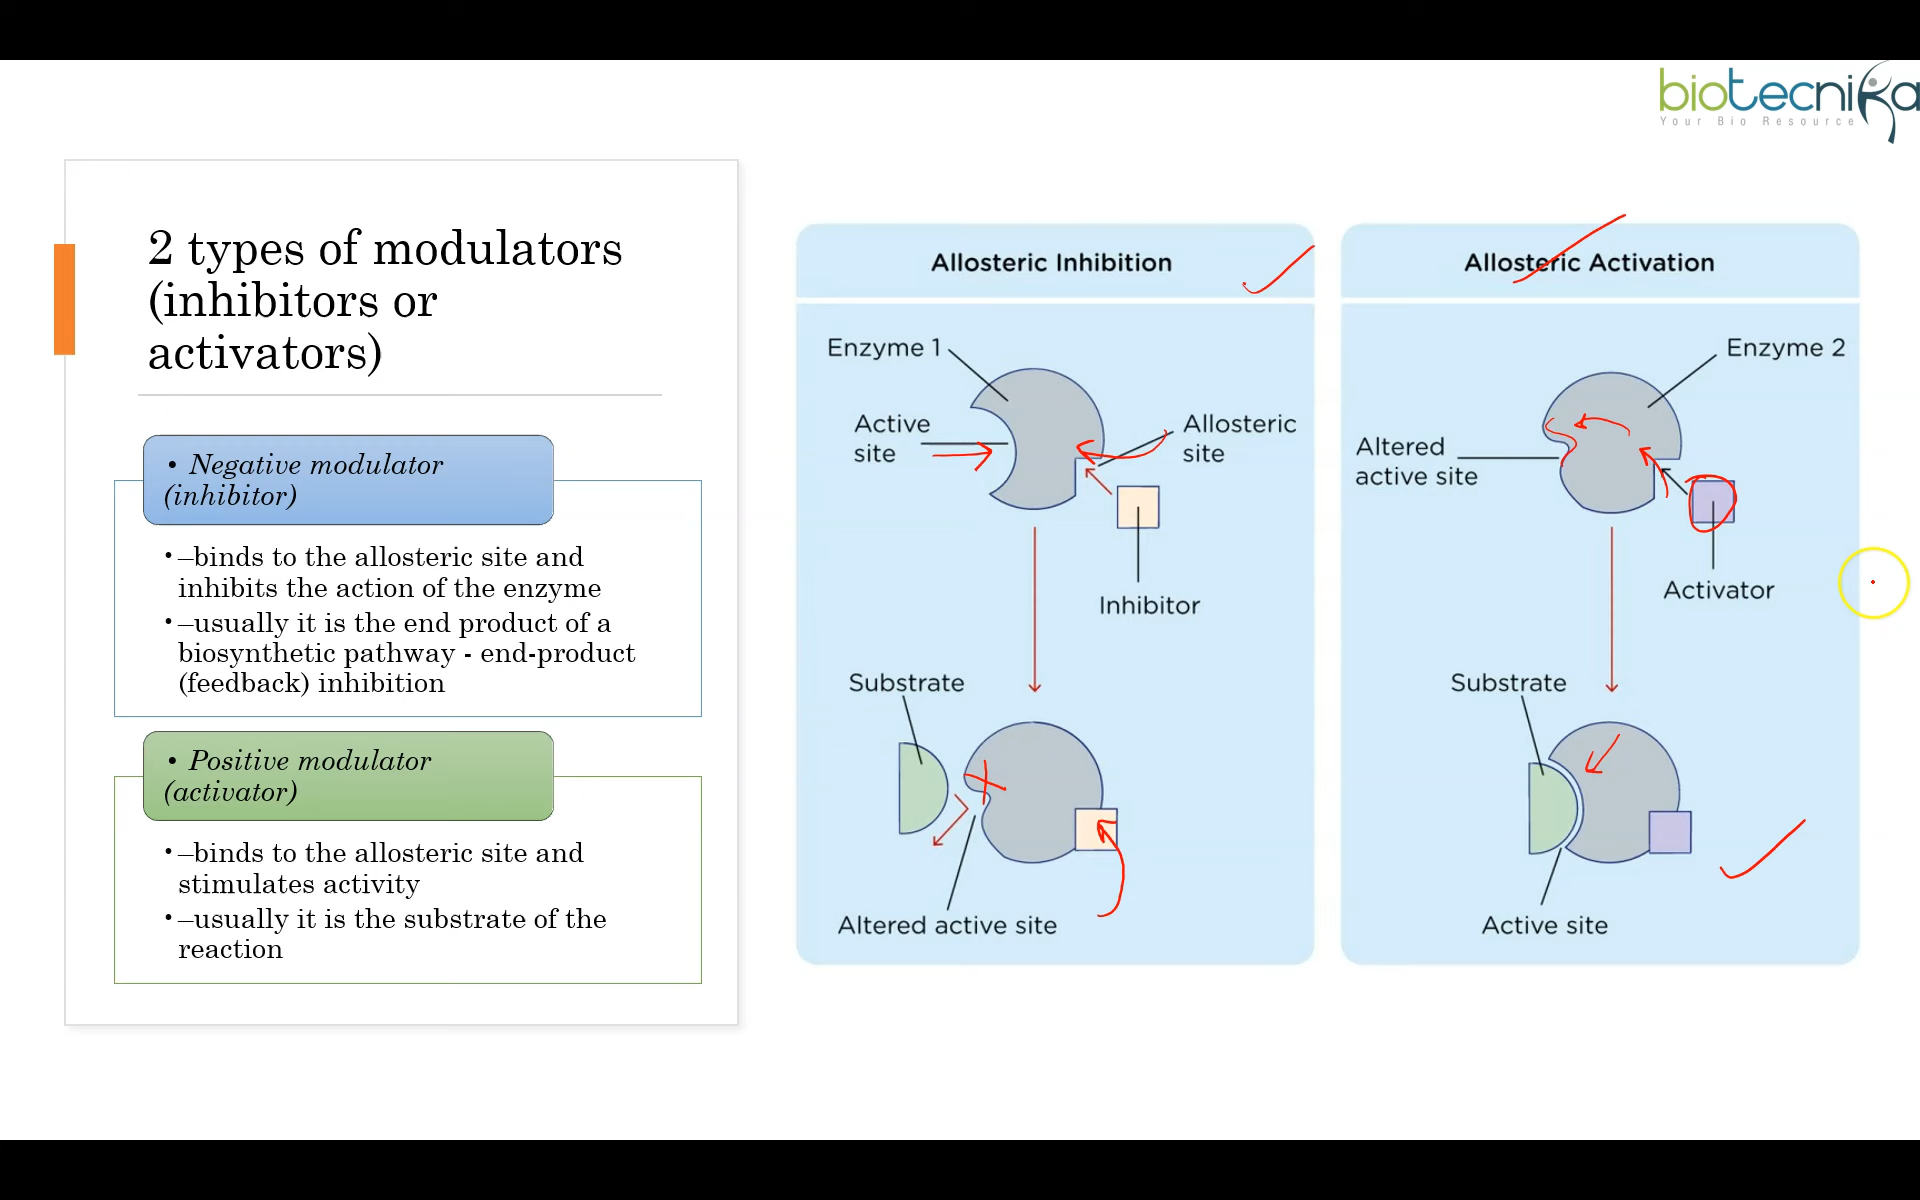 biotecnika
Your Bio Resource
2 types of modulators
(inhibitors or
activators)
• Negative modulator
(inhibitor)
• –binds to the allosteric site and
inhibits the action of the enzyme
• –usually it is the end product of a
biosynthetic pathway - end-product
(feedback) inhibition
• Positive modulator
(activator)
• –binds to the allosteric site and
stimulates activity
• –usually it is the substrate of the
reaction
Allosteric Inhibition
Enzyme 1
Active
site
Allosteric
site
Inhibitor
Substrate
Altered active site
Allosteric Activation
Enzyme 2
Altered
active site
Activator
Substrate
Active site